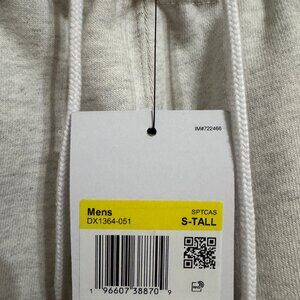 IM#722466
Mens SPTCAS
DX1364-051 S-TALL
1 96607 38870 9